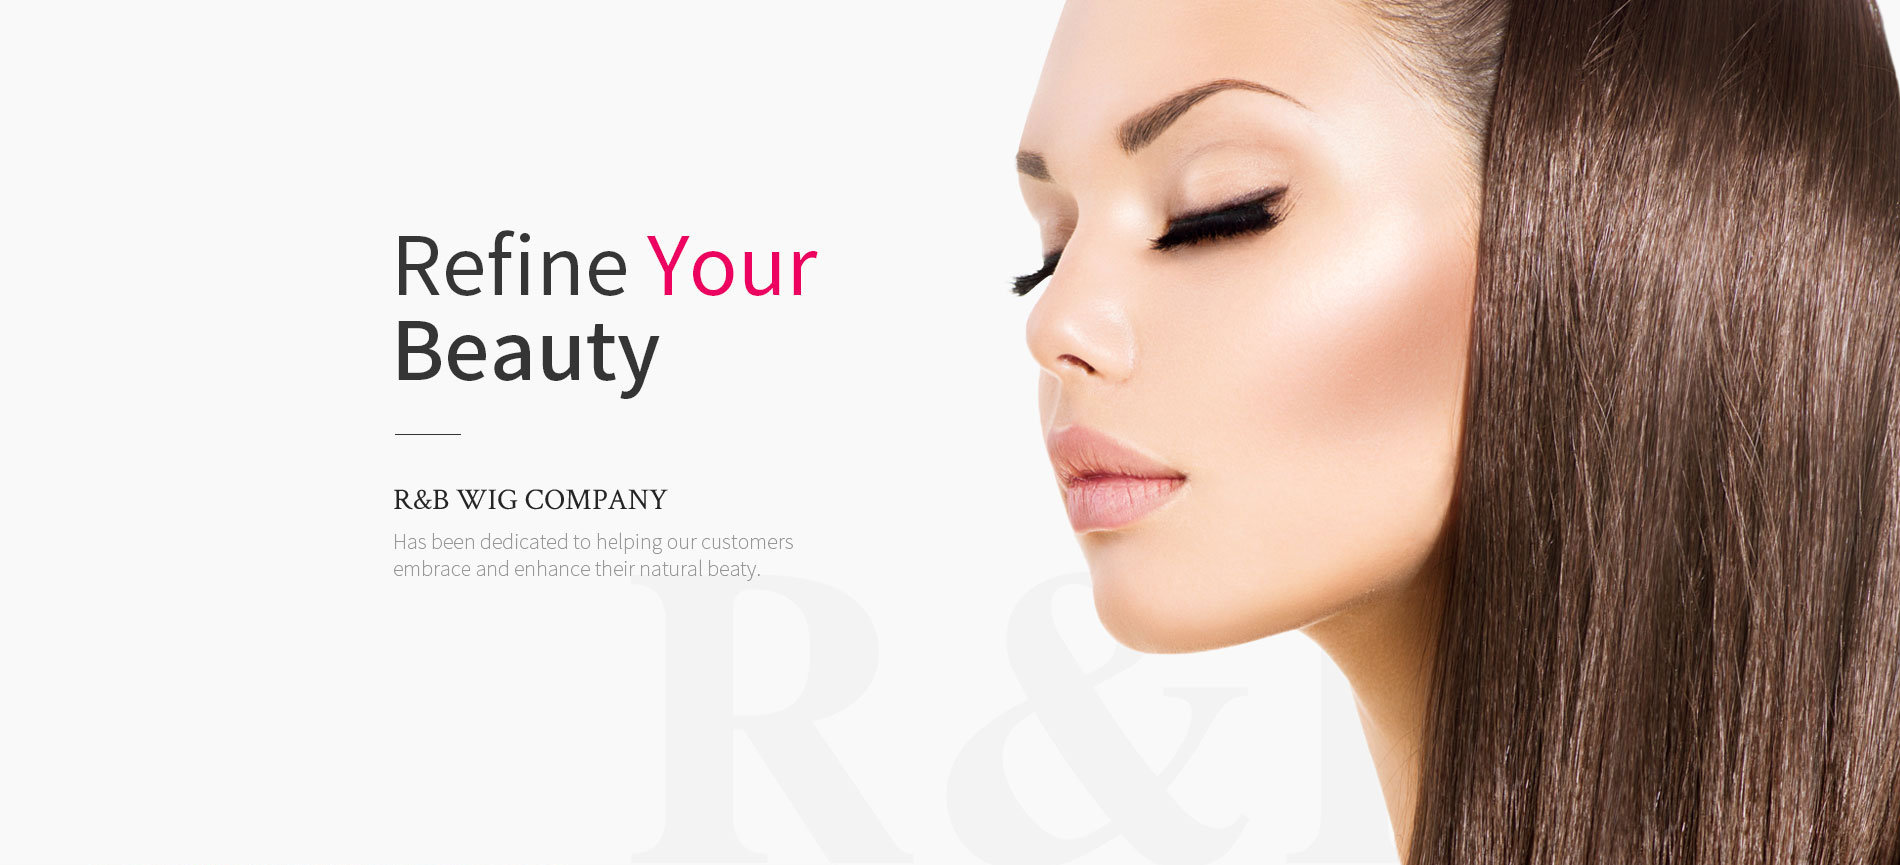 Refine Your
Beauty
R&B WIG COMPANY
Has been dedicated to helping our customers
embrace and enhance their natural beaty.
R&